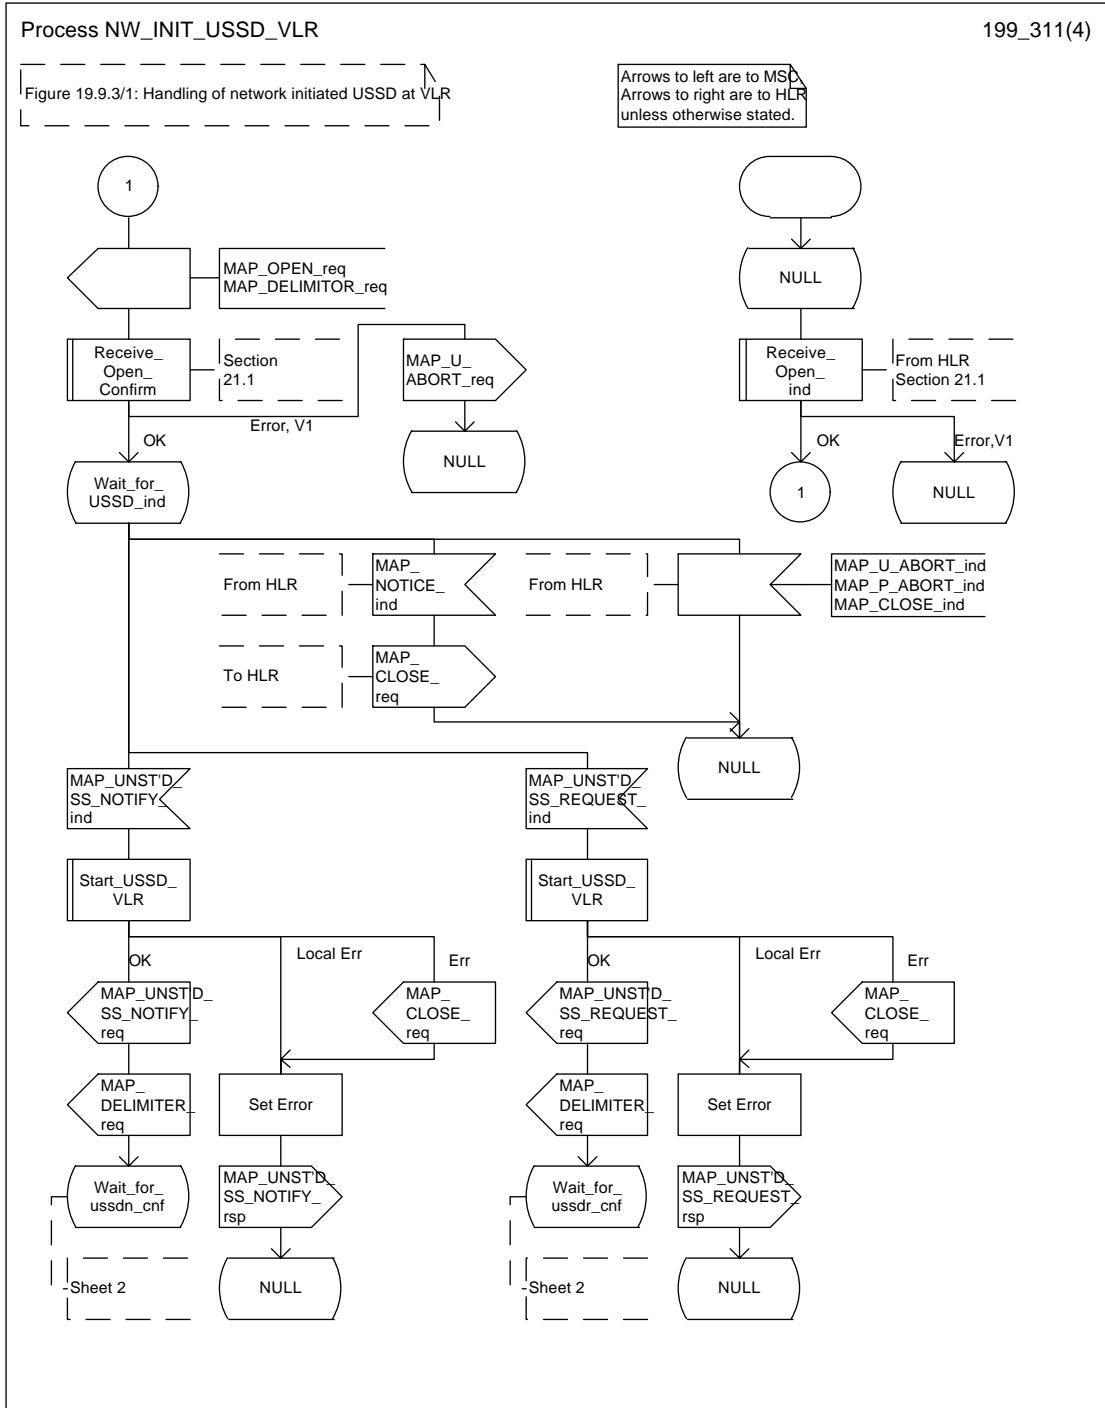 Process NW_INIT_USSD_VLR
199_311(4)
Figure 19.9.3/1: Handling of network initiated USSD at VLR
Arrows to left are to MSC,
Arrows to right are to HLR
unless otherwise stated.
1
MAP_OPEN_req
MAP_DELIMITOR_req
NULL
Receive_
Open_
Confirm
Section
21.1
MAP_U_
ABORT_req
Receive_
Open_
ind
From HLR
Section 21.1
Error, V1
OK
NULL
OK
Error,V1
Wait_for_
USSD_ind
1
NULL
From HLR
MAP_
NOTICE_
ind
From HLR
MAP_U_ABORT_ind
MAP_P_ABORT_ind
MAP_CLOSE_ind
To HLR
MAP_
CLOSE_
req
NULL
MAP_UNST'D_
SS_NOTIFY_
ind
MAP_UNST'D_
SS_REQUEST_
ind
Start_USSD_
VLR
Start_USSD_
VLR
OK
Local Err
Err
OK
Local Err
Err
MAP_UNST'D_
SS_NOTIFY_
req
MAP_
CLOSE_
req
MAP_UNST'D_
SS_REQUEST_
req
MAP_
CLOSE_
req
MAP_
DELIMITER_
req
Set Error
MAP_
DELIMITER_
req
Set Error
Wait_for_
ussdn_cnf
MAP_UNST'D_
SS_NOTIFY_
rsp
Wait_for_
ussdr_cnf
MAP_UNST'D_
SS_REQUEST_
rsp
Sheet 2
NULL
Sheet 2
NULL